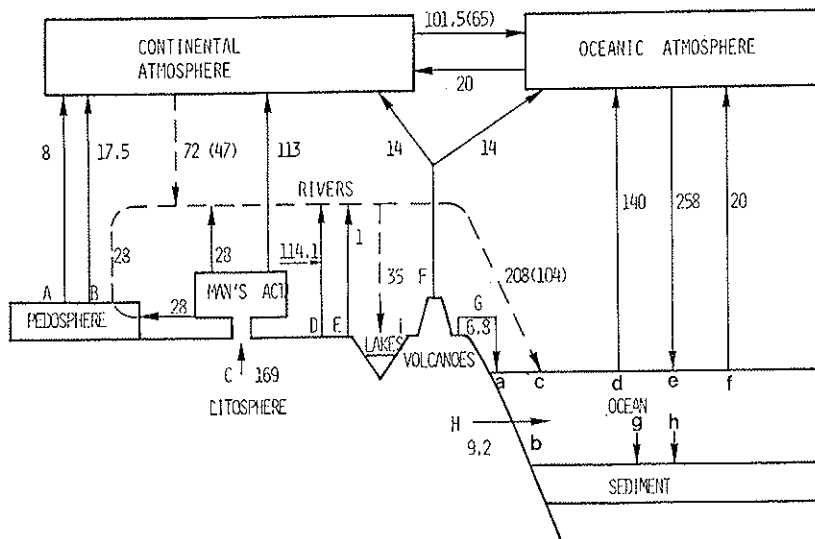 101.5(65)
CONTINENTAL
ATMOSPHERE
OCEANIC ATMOSPHERE
20
8
17.5
72 (47)
113
14
14
140
258
20
RIVERS
28
28
114.1
1
35
F
208(104)
A
B
MAN'S ACT
G
6.8
PEDOSPHERE
28
D
E
i
LAKES
VOLCANOES
C 169
LITOSPHERE
a
c
d
e
f
OCEAN
H
9.2
b
g
h
SEDIMENT